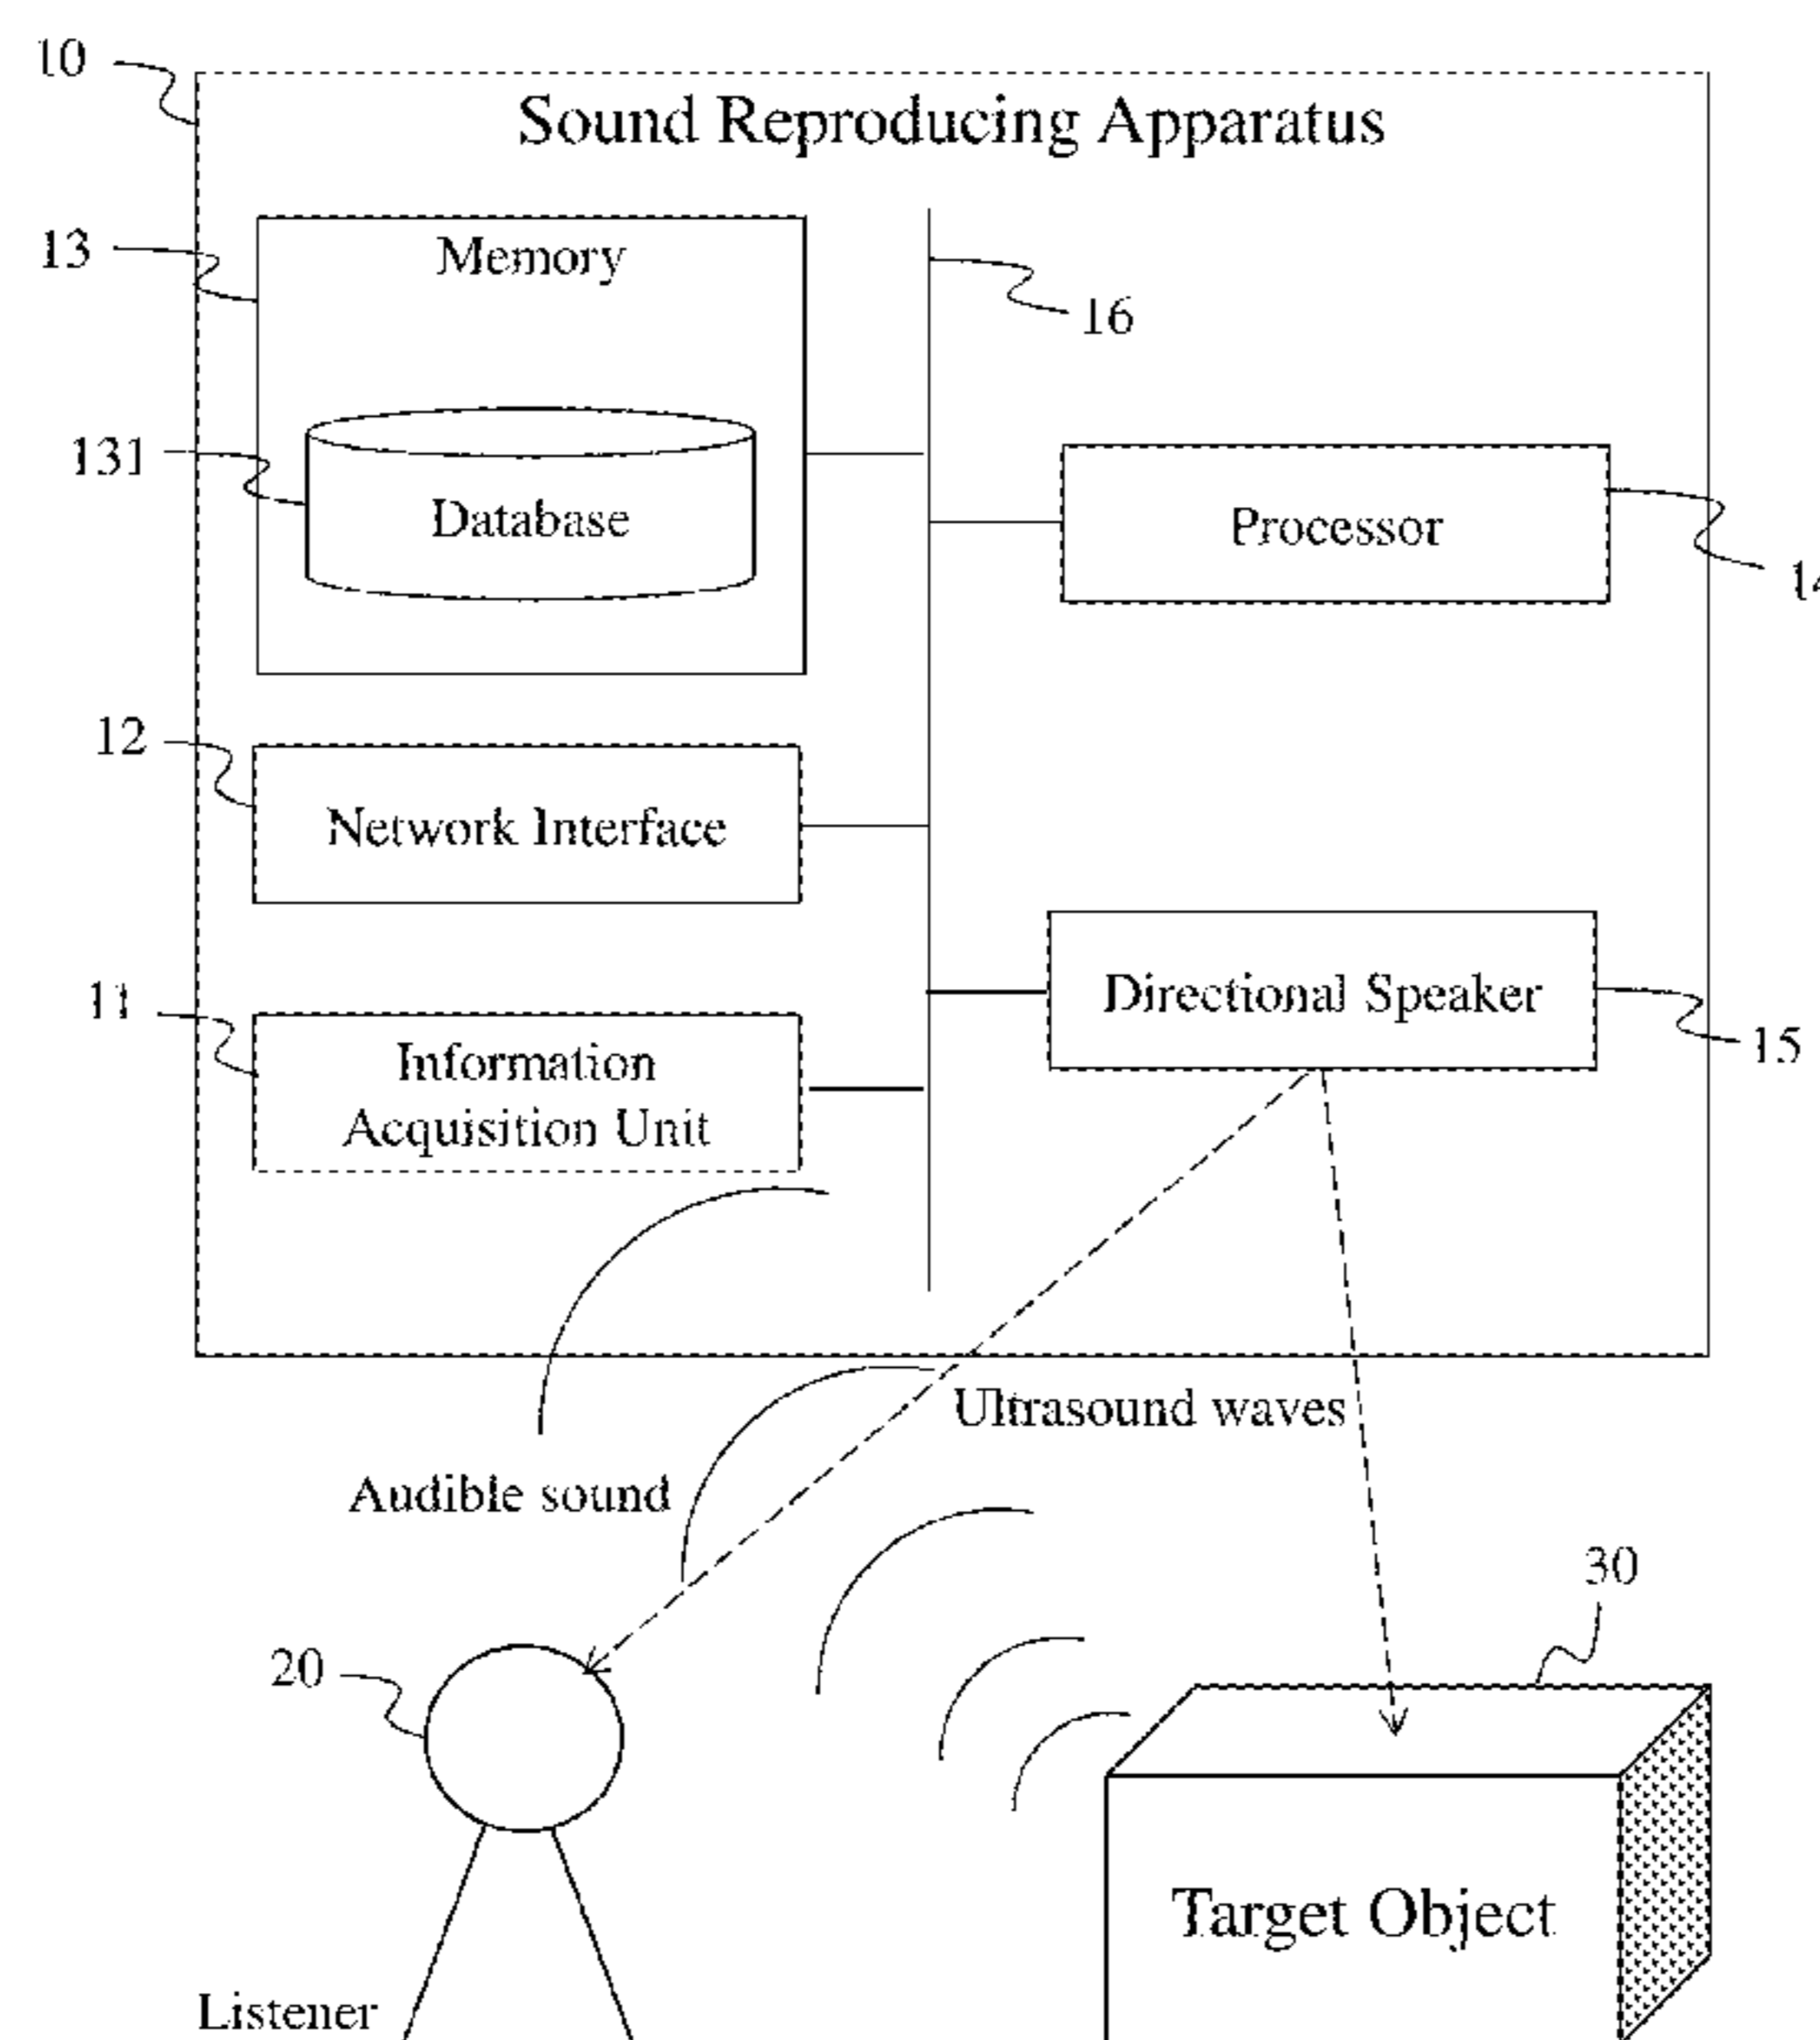 10
Sound Reproducing Apparatus
13
Memory
16
131
Database
Processor
14
12
Network Interface
Directional Speaker
15
11
Information
Acquisition Unit
Ultrasound waves
Audible sound
30
20
Target Object
Listener